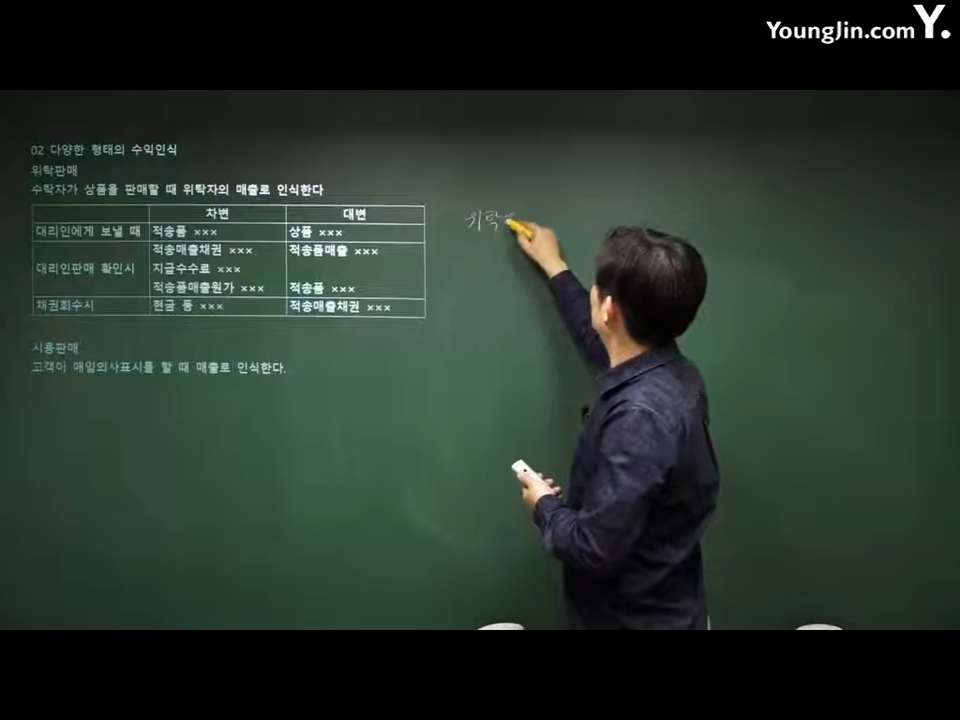 YoungJin.com Y.
02 다양한 형태의 수익인식
위탁판매
수탁자가 상품을 판매할 때 위탁자의 매출로 인식한다
차변 대변
대리인에게 보낼 때 적송품 ××× 상품 ×××
적송매출채권 ××× 적송품매출 ×××
대리인판매 확인시 지급수수료 ×××
적송품매출원가 ××× 적송품 ×××
채권회수시 현금 등 ××× 적송매출채권 ×××
시용판매
고객이 매입의사표시를 할 때 매출로 인식한다.
위탁